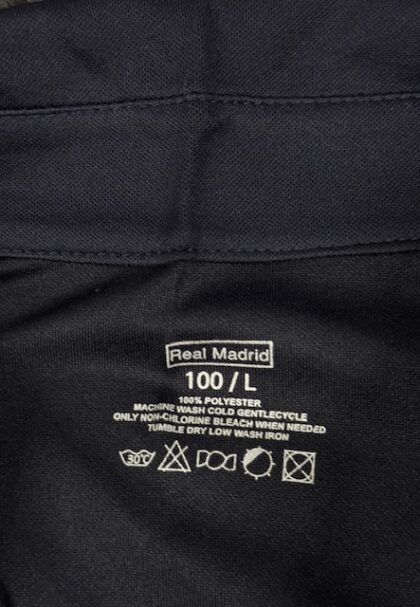 Real Madrid
100 / L
100% POLYESTER
MACHINE WASH COLD GENTLECYCLE
ONLY NON-CHLORINE BLEACH WHEN NEEDED
TUMBLE DRY LOW WASH IRON
30°C